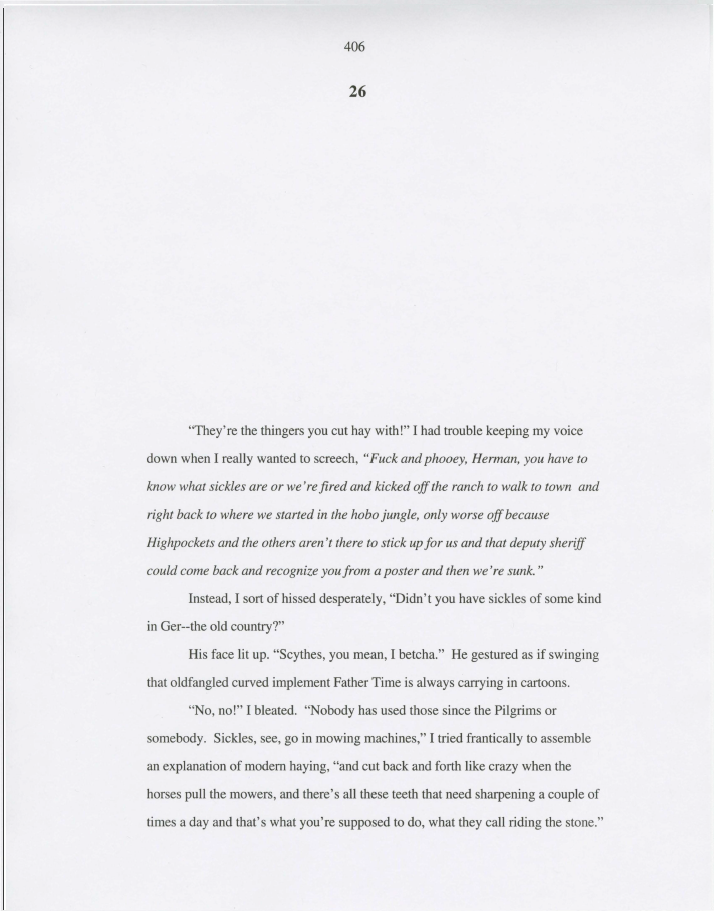 406
26
“They’re the thingers you cut hay with!” I had trouble keeping my voice
down when I really wanted to screech, “Fuck and phooey, Herman, you have to
know what sickles are or we’re fired and kicked off the ranch to walk to town and
right back to where we started in the hobo jungle, only worse off because
Highpockets and the others aren’t there to stick up for us and that deputy sheriff
could come back and recognize you from a poster and then we’re sunk.”
Instead, I sort of hissed desperately, “Didn’t you have sickles of some kind
in Ger--the old country?”
His face lit up. “Scythes, you mean, I betcha.” He gestured as if swinging
that oldfangled curved implement Father Time is always carrying in cartoons.
“No, no!” I bleated. “Nobody has used those since the Pilgrims or
somebody. Sickles, see, go in mowing machines,” I tried frantically to assemble
an explanation of modern haying, “and cut back and forth like crazy when the
horses pull the mowers, and there’s all these teeth that need sharpening a couple of
times a day and that’s what you’re supposed to do, what they call riding the stone.”